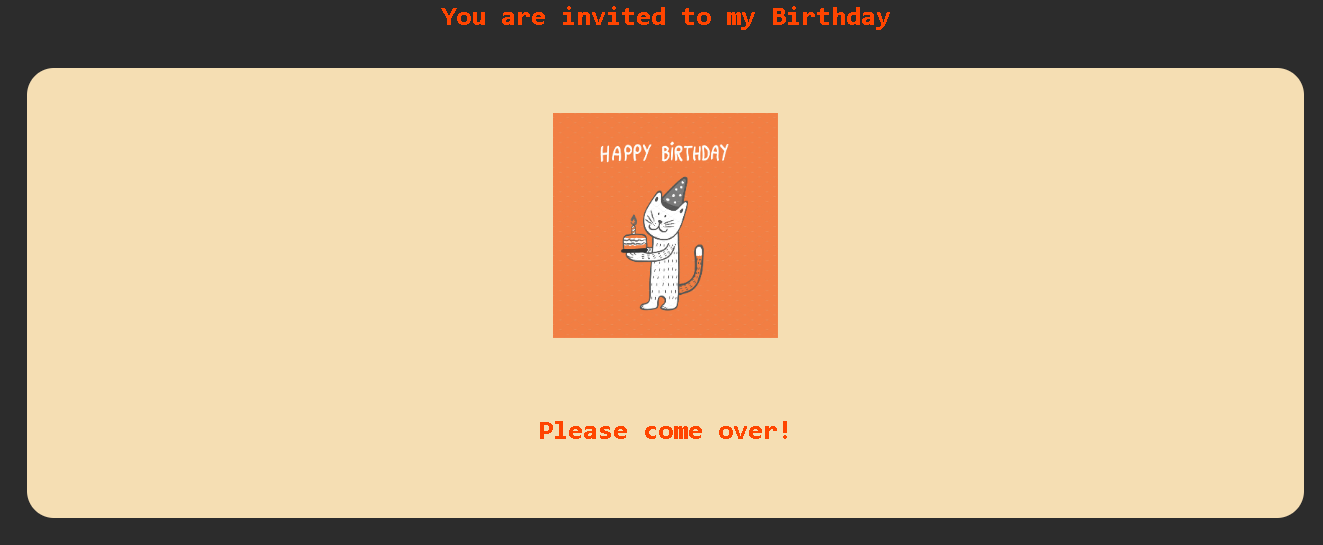 You are invited to my Birthday
HAPPY BIRTHDAY
Please come over!